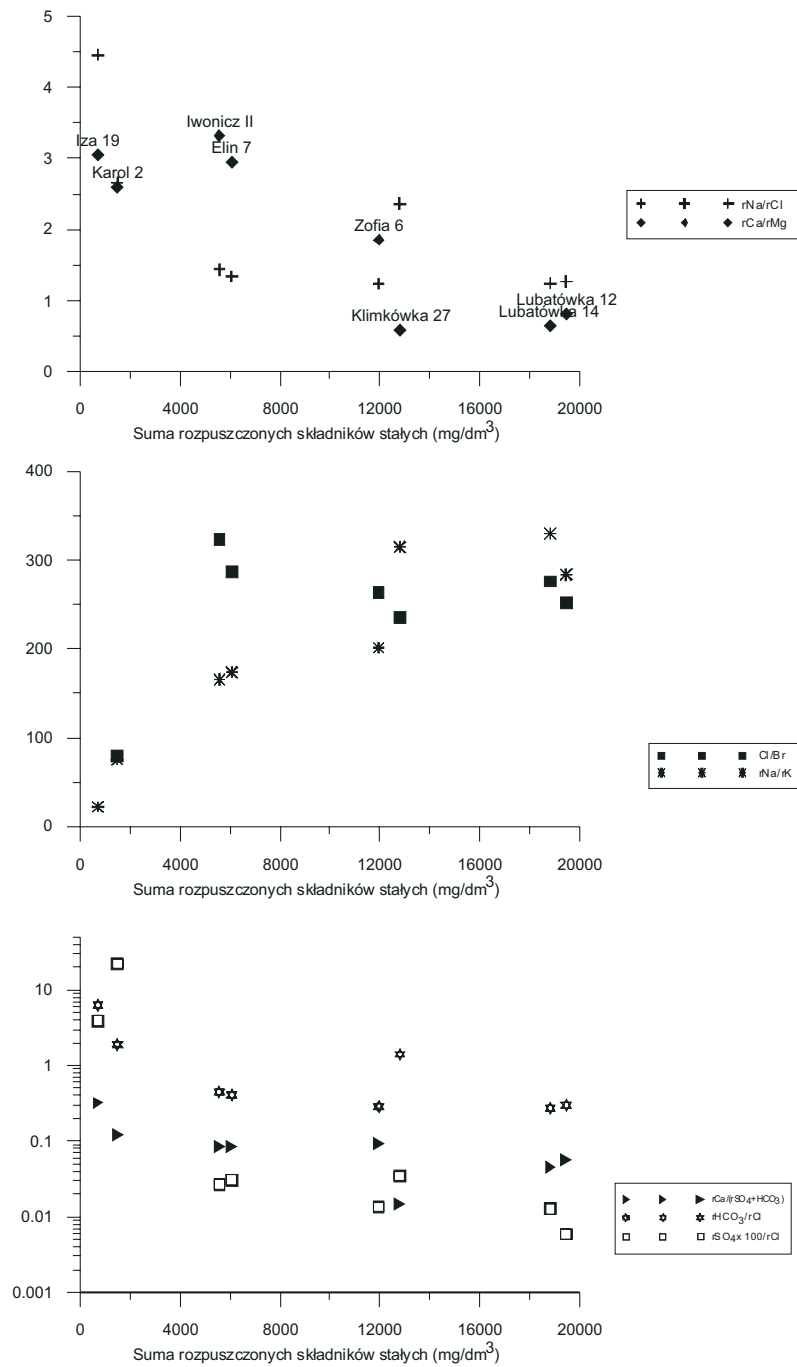 5
4
3
2
1
0
Iwonicz II
Iza 19
Elin 7
Karol 2
Zofia 6
Klimkówka 27
Lubatówka 12
Lubatówka 14
rNa/rCl
rCa/rMg
0 4000 8000 12000 16000 20000
Suma rozpuszczonych składników stałych (mg/dm³)
400
300
200
100
0
Cl/Br
rNa/rK
0 4000 8000 12000 16000 20000
Suma rozpuszczonych składników stałych (mg/dm³)
10
1
0.1
0.01
0.001
rCa/(rSO₄+HCO₃)
rHCO₃/rCl
rSO₄x 100/rCl
0 4000 8000 12000 16000 20000
Suma rozpuszczonych składników stałych (mg/dm³)